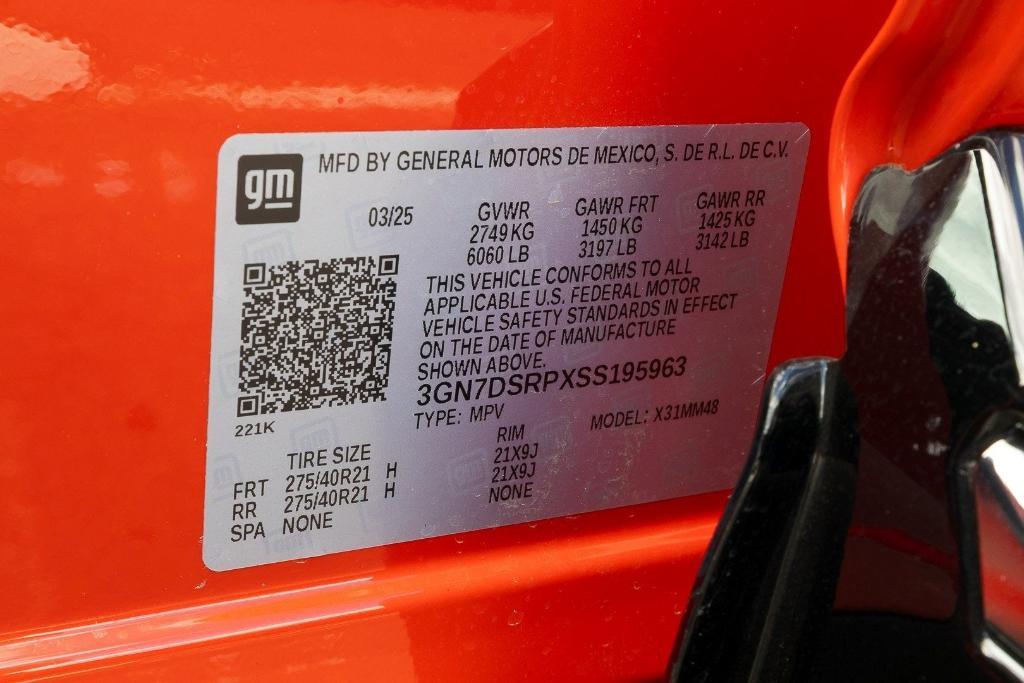 gm
MFD BY GENERAL MOTORS DE MEXICO, S. DE R.L. DE C.V.
03/25
GVWR GAWR FRT GAWR RR
2749 KG 1450 KG 1425 KG
6060 LB 3197 LB 3142 LB
THIS VEHICLE CONFORMS TO ALL
APPLICABLE U.S. FEDERAL MOTOR
VEHICLE SAFETY STANDARDS IN EFFECT
ON THE DATE OF MANUFACTURE
SHOWN ABOVE.
3GN7DSRPXSS195963
TYPE: MPV MODEL: X31MM48
221K
TIRE SIZE RIM
FRT 275/40R21 H 21X9J
RR 275/40R21 H 21X9J
SPA NONE NONE